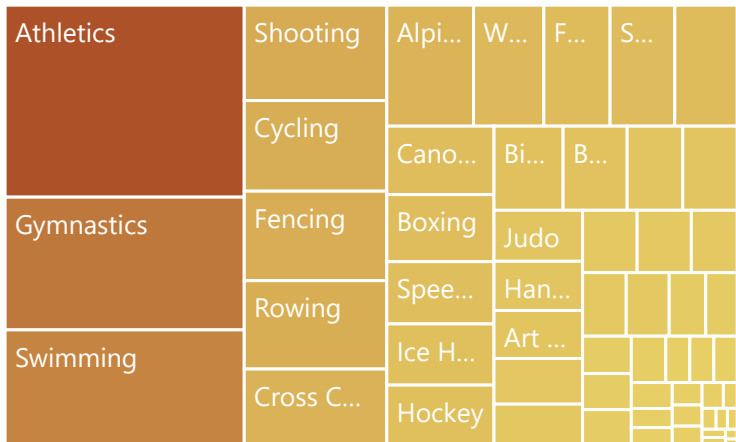 Athletics
Gymnastics
Swimming
Shooting
Cycling
Fencing
Rowing
Cross C...
Alpi...
W...
F...
S...
Cano...
Boxing
Spee...
Ice H...
Hockey
Bi...
B...
Judo
Han...
Art ...